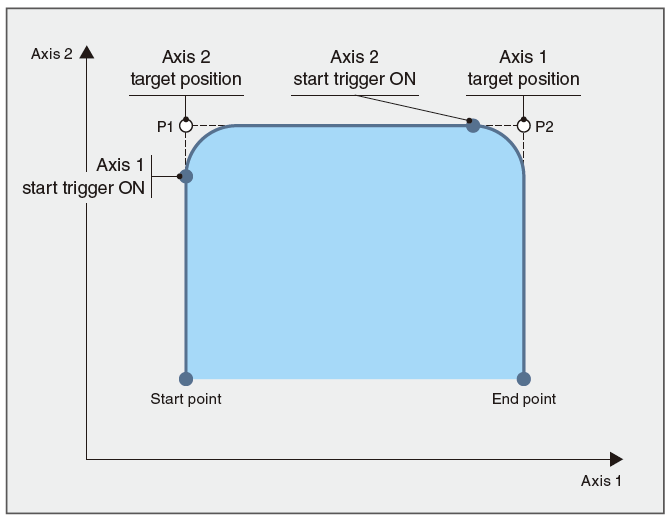 Axis 2
Axis 2
target position
Axis 2
start trigger ON
Axis 1
target position
P1
P2
Axis 1
start trigger ON
Start point
End point
Axis 1